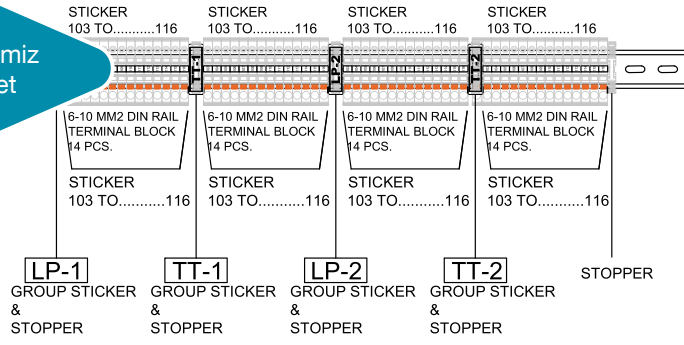 STICKER STICKER STICKER STICKER
103 TO..........116 103 TO..........116 103 TO..........116 103 TO..........116
miz
et
TT-1 LP-2 TT-2
6-10 MM2 DIN RAIL 6-10 MM2 DIN RAIL 6-10 MM2 DIN RAIL 6-10 MM2 DIN RAIL
TERMINAL BLOCK TERMINAL BLOCK TERMINAL BLOCK TERMINAL BLOCK
14 PCS. 14 PCS. 14 PCS. 14 PCS.
STICKER STICKER STICKER STICKER
103 TO...........116 103 TO...........116 103 TO...........116 103 TO...........116
LP-1 TT-1 LP-2 TT-2 STOPPER
GROUP STICKER GROUP STICKER GROUP STICKER GROUP STICKER
& & & &
STOPPER STOPPER STOPPER STOPPER